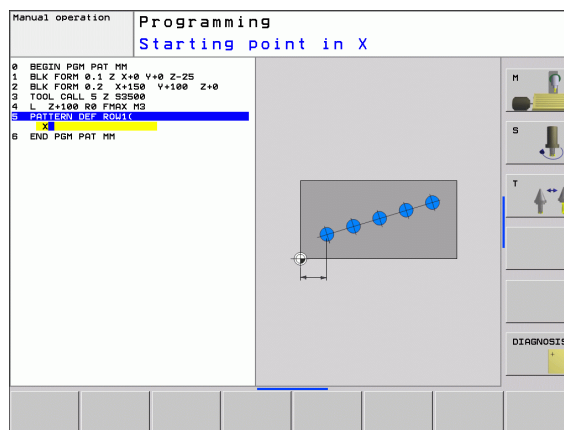 Manual operation
Programming
Starting point in X
0 BEGIN PGM PAT MM
1 BLK FORM 0.1 Z X+0 Y+0 Z-25
2 BLK FORM 0.2 X+150 Y+100 Z+0
3 TOOL CALL 5 Z S3500
4 L Z+100 R0 FMAX M3
5 PATTERN DEF ROW1(
X
6 END PGM PAT MM
M
S
T
DIAGNOSIS